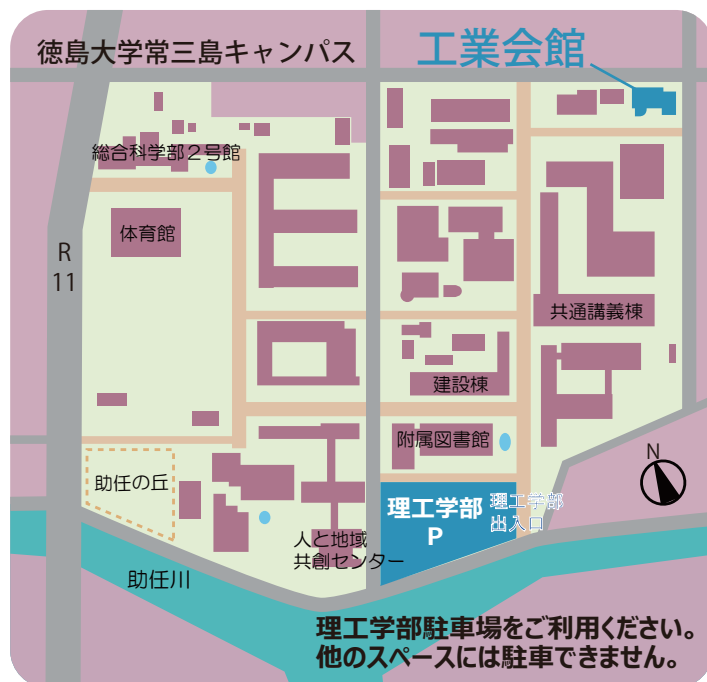 徳島大学常三島キャンパス
工業会館
総合科学部２号館
体育館
R
11
共通講義棟
建設棟
附属図書館
助任の丘
N
理工学部
P
理工学部
出入口
人と地域
共創センター
助任川
理工学部駐車場をご利用ください。
他のスペースには駐車できません。